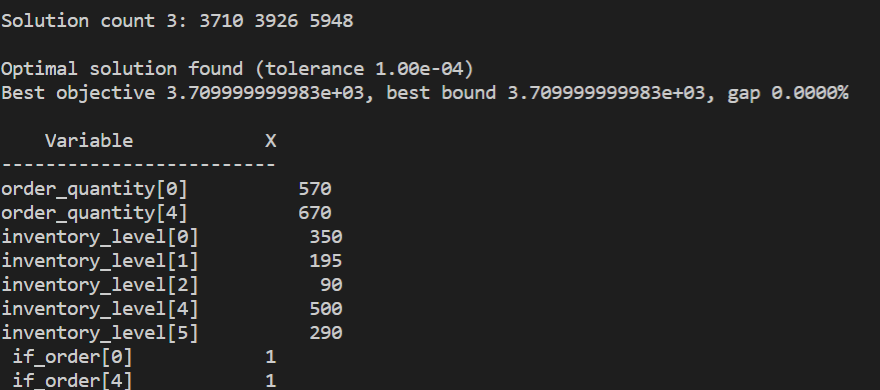 Solution count 3: 3710 3926 5948
Optimal solution found (tolerance 1.00e-04)
Best objective 3.709999999983e+03, best bound 3.709999999983e+03, gap 0.0000%
Variable X
-------------------------
order_quantity[0] 570
order_quantity[4] 670
inventory_level[0] 350
inventory_level[1] 195
inventory_level[2] 90
inventory_level[4] 500
inventory_level[5] 290
if_order[0] 1
if_order[4] 1